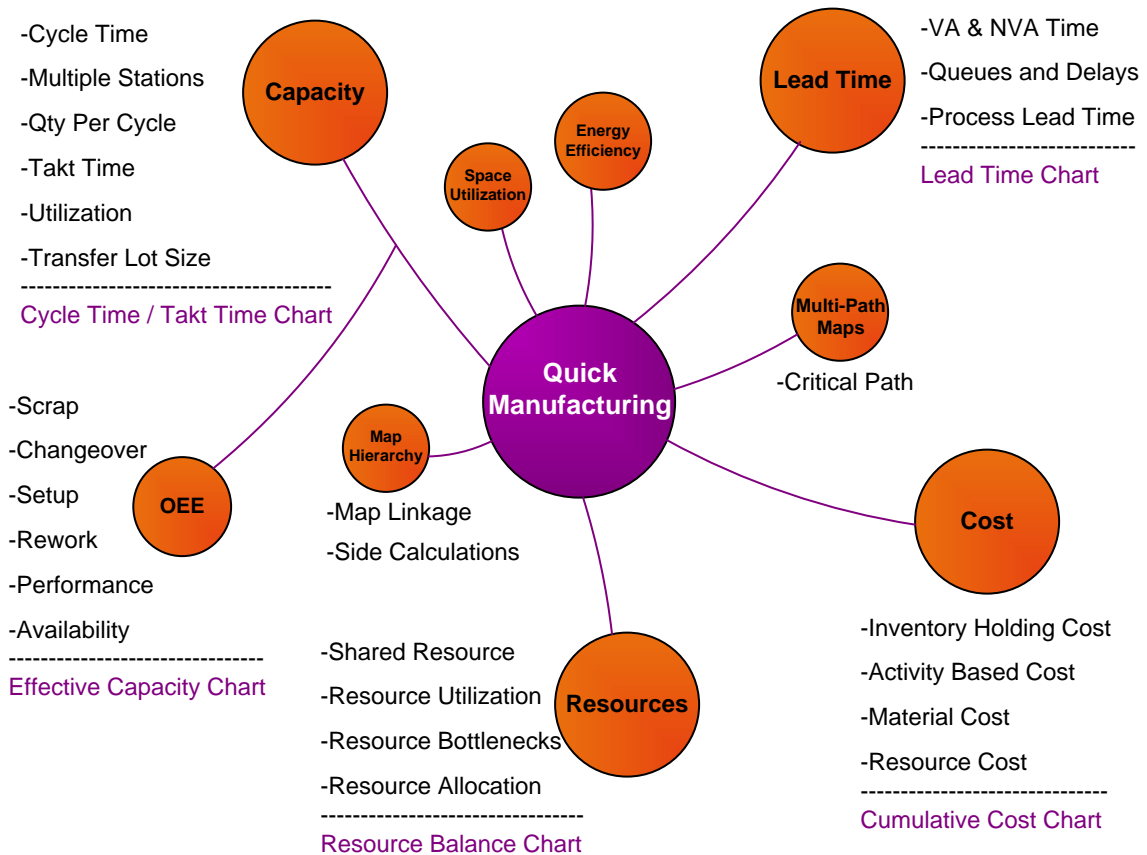 -Cycle Time
-Multiple Stations
-Qty Per Cycle
-Takt Time
-Utilization
-Transfer Lot Size
---------------------------------------
Cycle Time / Takt Time Chart
Capacity
Space
Utilization
Energy
Efficiency
Lead Time
-VA & NVA Time
-Queues and Delays
-Process Lead Time
---------------------------
Lead Time Chart
Multi-Path
Maps
-Critical Path
Quick
Manufacturing
Map
Hierarchy
-Map Linkage
-Side Calculations
-Scrap
-Changeover
-Setup
-Rework
-Performance
-Availability
--------------------------------
Effective Capacity Chart
OEE
-Shared Resource
-Resource Utilization
-Resource Bottlenecks
-Resource Allocation
---------------------------------
Resource Balance Chart
Resources
Cost
-Inventory Holding Cost
-Activity Based Cost
-Material Cost
-Resource Cost
-------------------------------
Cumulative Cost Chart